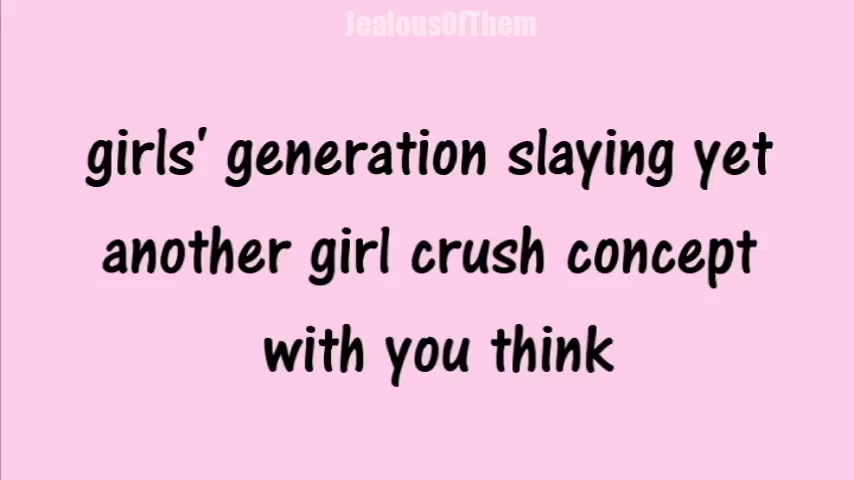 JealousOfThem
girls' generation slaying yet
another girl crush concept
with you think